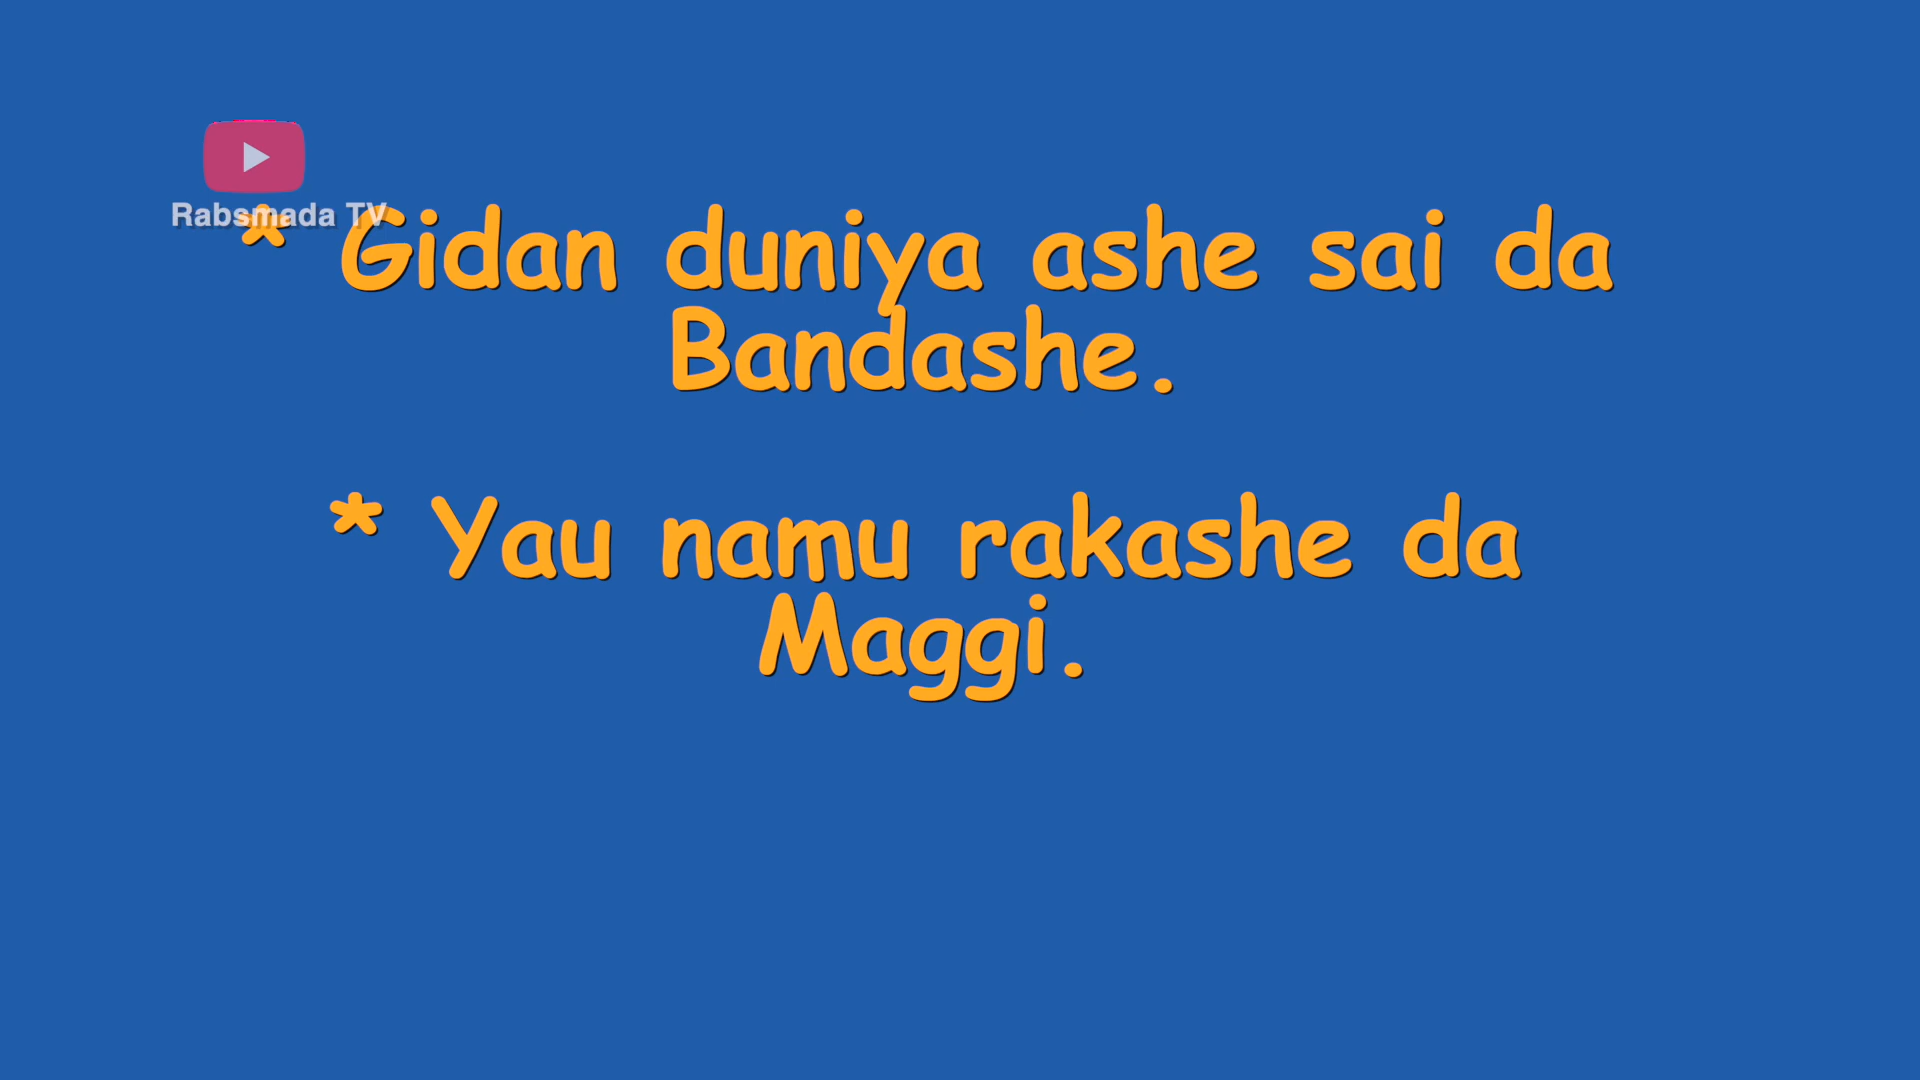 Rabsmada TV
* Gidan duniya ashe sai da
Bandashe.
* Yau namu rakashe da
Maggi.